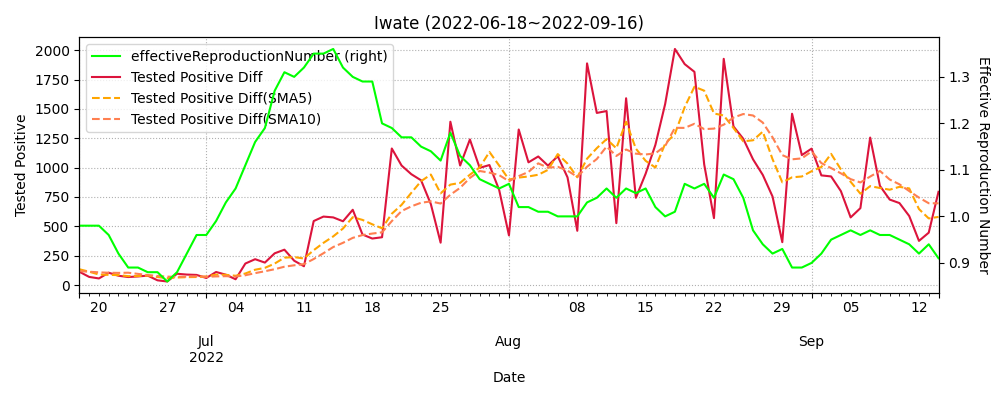 Iwate (2022-06-18~2022-09-16)
effectiveReproductionNumber (right)
Tested Positive Diff
Tested Positive Diff(SMA5)
Tested Positive Diff(SMA10)
Tested Positive
2000
1750
1500
1250
1000
750
500
250
0
Effective Reproduction Number
1.3
1.2
1.1
1.0
0.9
20 27 04 11 18 25 08 15 22 29 05 12
Jul Aug Sep
2022
Date